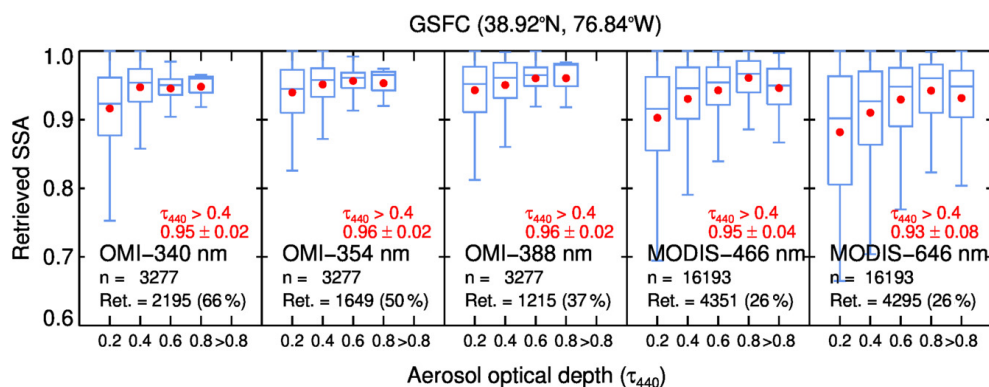 GSFC (38.92°N, 76.84°W)
Retrieved SSA
1.0
0.9
0.8
0.7
0.6
τ440 > 0.4
0.95 ± 0.02
OMI−340 nm
n = 3277
Ret. = 2195 (66 %)
τ440 > 0.4
0.96 ± 0.02
OMI−354 nm
n = 3277
Ret. = 1649 (50 %)
τ440 > 0.4
0.96 ± 0.02
OMI−388 nm
n = 3277
Ret. = 1215 (37 %)
τ440 > 0.4
0.95 ± 0.04
MODIS−466 nm
n = 16193
Ret. = 4351 (26 %)
τ440 > 0.4
0.93 ± 0.08
MODIS−646 nm
n = 16193
Ret. = 4295 (26 %)
0.2 0.4 0.6 0.8 >0.8
0.2 0.4 0.6 0.8 >0.8
0.2 0.4 0.6 0.8 >0.8
0.2 0.4 0.6 0.8 >0.8
0.2 0.4 0.6 0.8 >0.8
Aerosol optical depth (τ440)